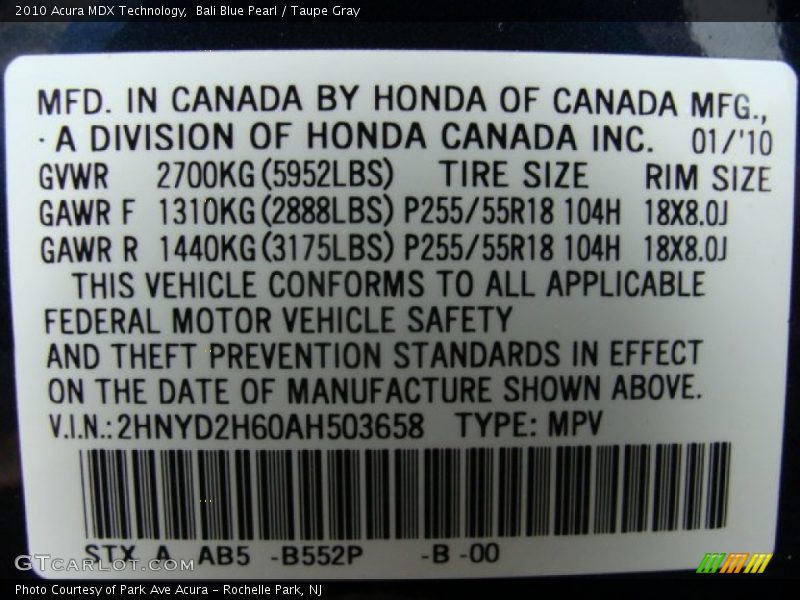 2010 Acura MDX Technology,  Bali Blue Pearl / Taupe Gray
MFD. IN CANADA BY HONDA OF CANADA MFG.,
A DIVISION OF HONDA CANADA INC. 01/'10
GVWR 2700KG(5952LBS) TIRE SIZE RIM SIZE
GAWR F 1310KG(2888LBS) P255/55R18 104H 18X8.0J
GAWR R 1440KG(3175LBS) P255/55R18 104H 18X8.0J
THIS VEHICLE CONFORMS TO ALL APPLICABLE
FEDERAL MOTOR VEHICLE SAFETY
AND THEFT PREVENTION STANDARDS IN EFFECT
ON THE DATE OF MANUFACTURE SHOWN ABOVE.
V.I.N.:2HNYD2H60AH503658 TYPE: MPV
STX A AB5 -B552P -B -00
GTCarLot.com
Photo Courtesy of Park Ave Acura - Rochelle Park, NJ